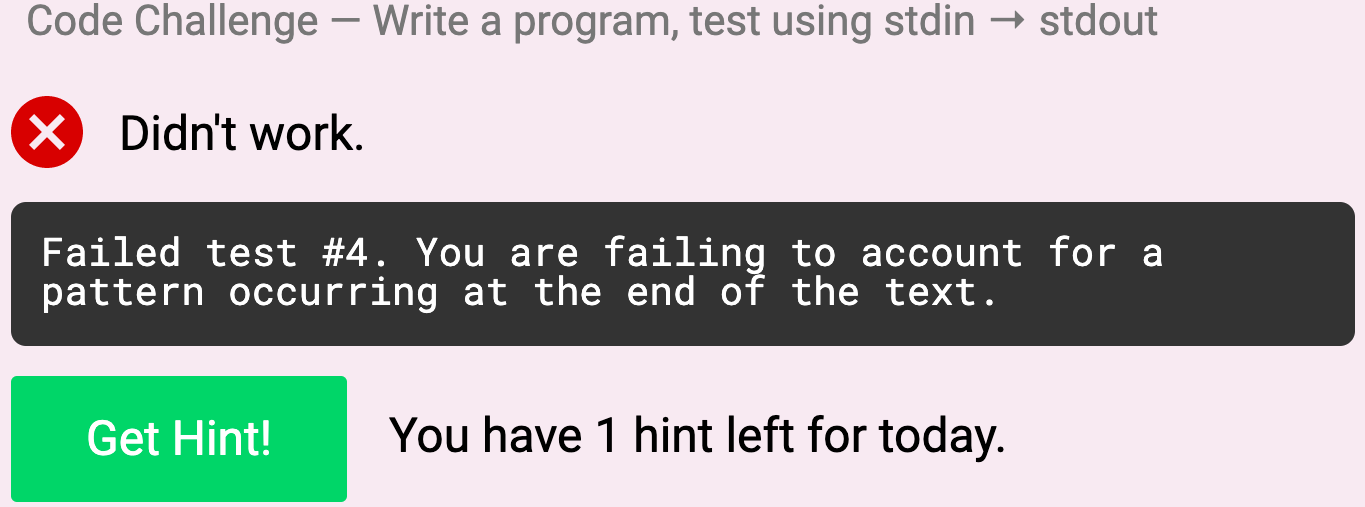 Code Challenge — Write a program, test using stdin → stdout
Didn't work.
Failed test #4. You are failing to account for a
pattern occurring at the end of the text.
Get Hint!
You have 1 hint left for today.